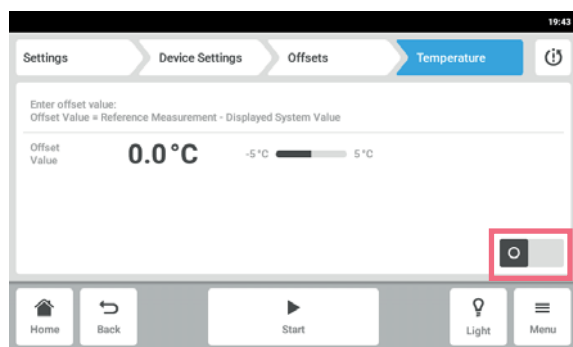 19:43
Settings
Device Settings
Offsets
Temperature
Enter offset value:
Offset Value = Reference Measurement - Displayed System Value
Offset
Value
0.0°C
-5°C
5°C
Home
Back
Start
Light
Menu